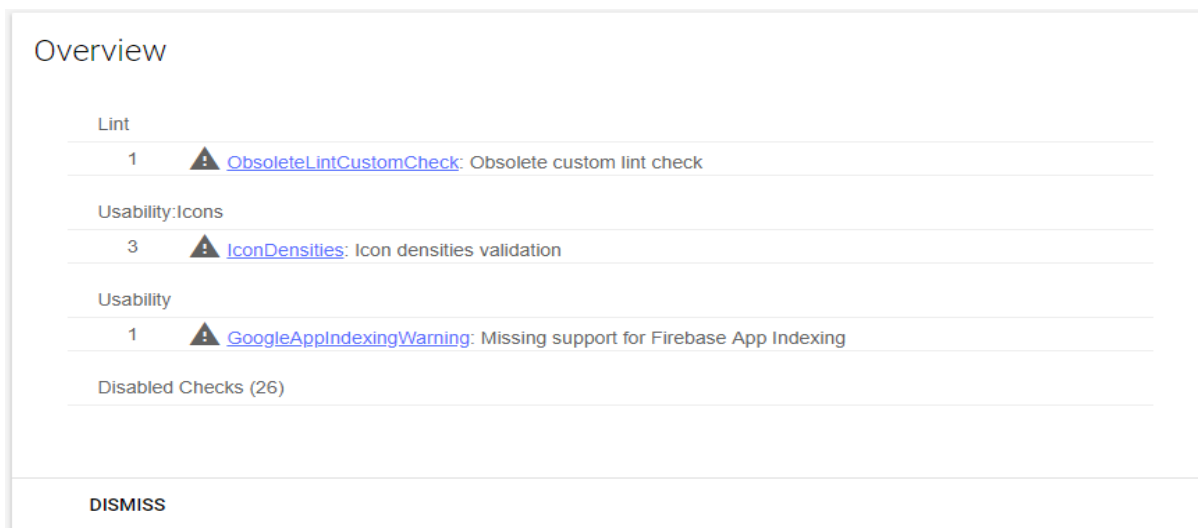 Overview
Lint
1 ObsoleteLintCustomCheck: Obsolete custom lint check
Usability:Icons
3 IconDensities: Icon densities validation
Usability
1 GoogleAppIndexingWarning: Missing support for Firebase App Indexing
Disabled Checks (26)
DISMISS